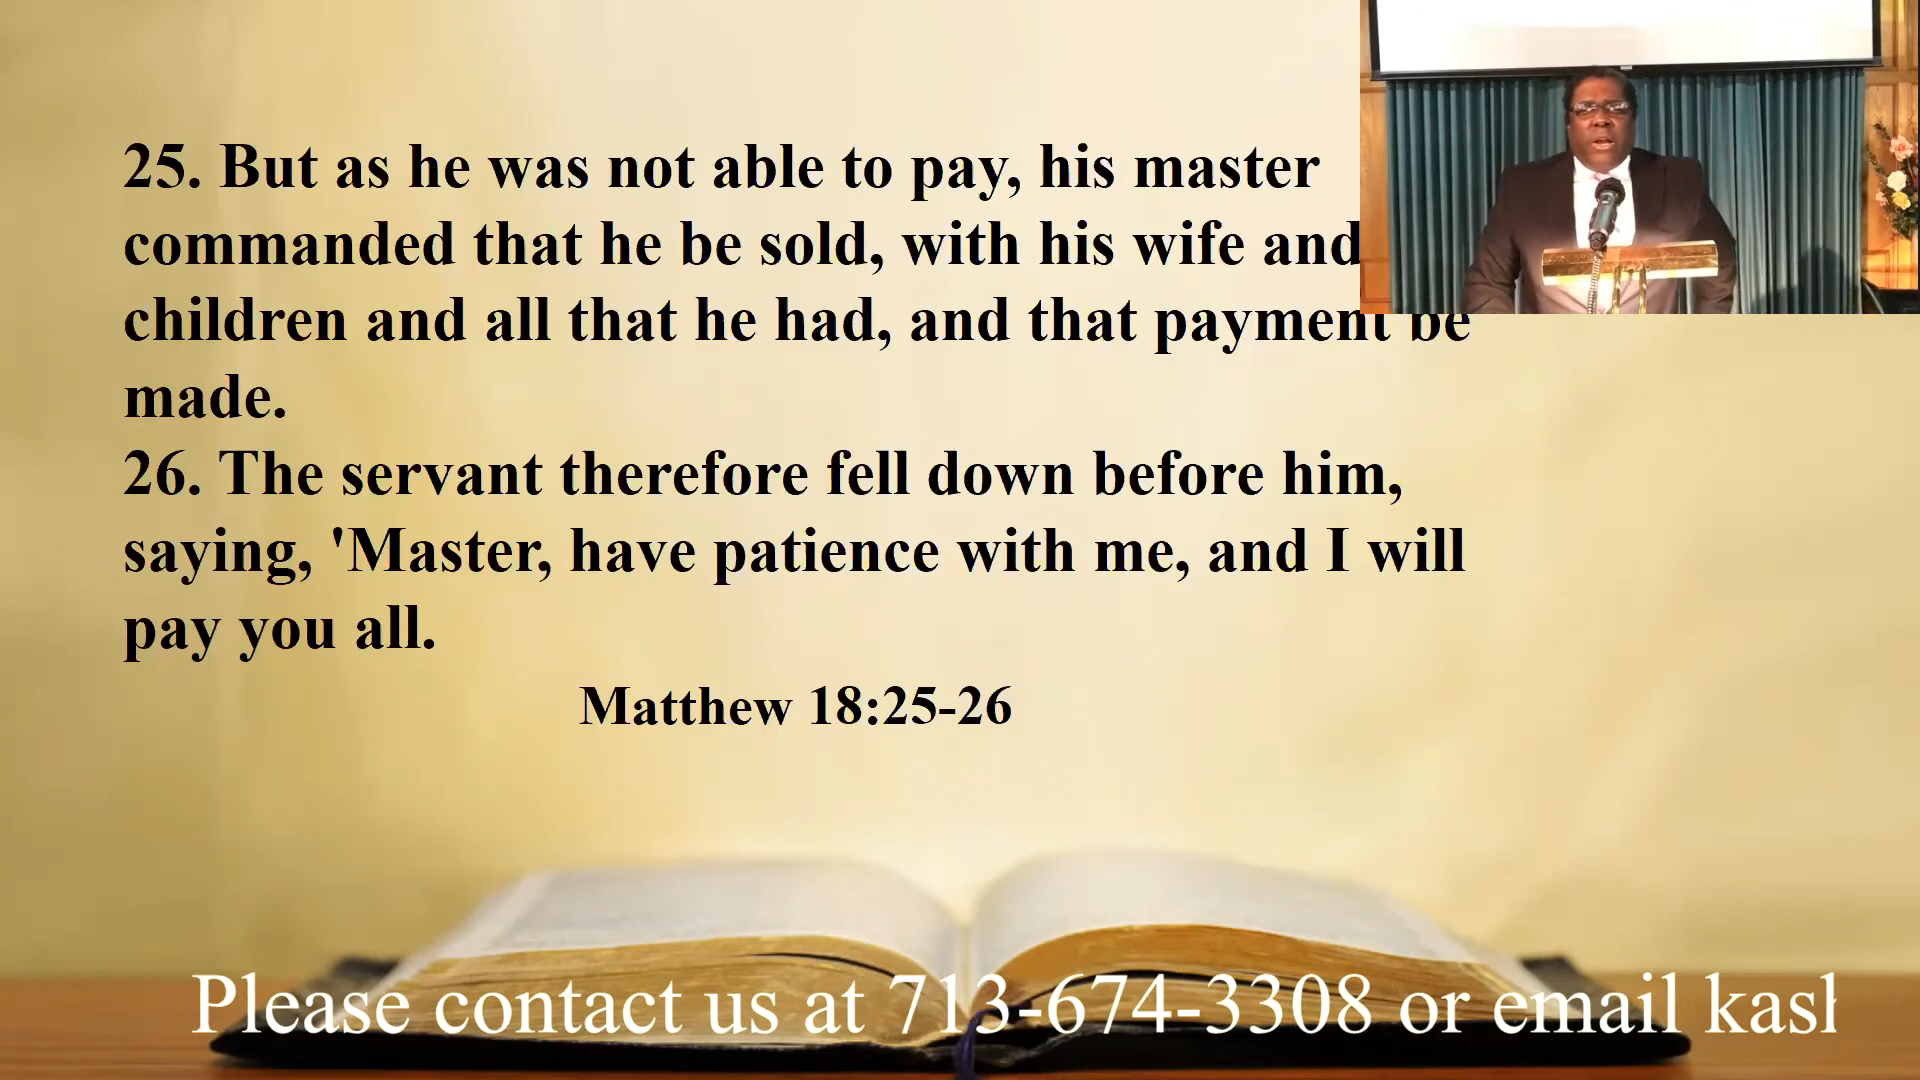 25. But as he was not able to pay, his master
commanded that he be sold, with his wife and
children and all that he had, and that payment be
made.
26. The servant therefore fell down before him,
saying, 'Master, have patience with me, and I will
pay you all.
Matthew 18:25-26
Please contact us at 713-674-3308 or email